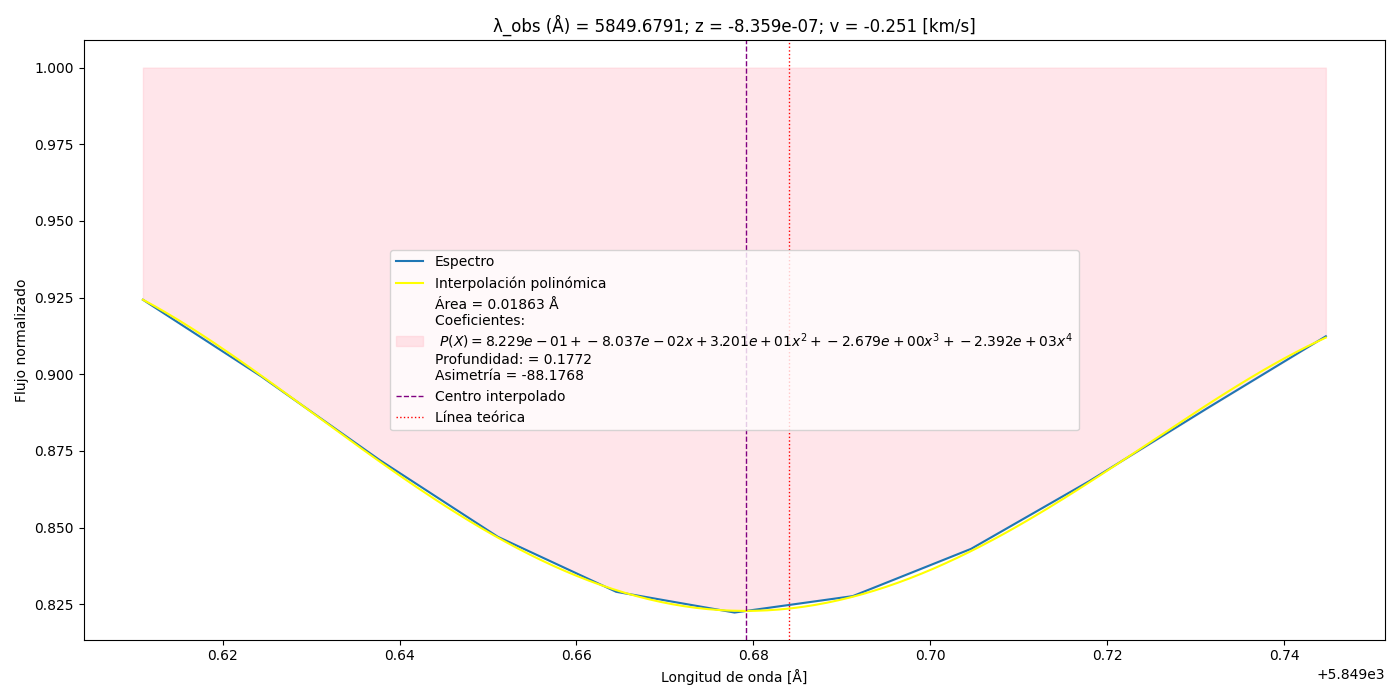 λ_obs (Å) = 5849.6791; z = -8.359e-07; v = -0.251 [km/s]
Flujo normalizado
1.000
0.975
0.950
0.925
0.900
0.875
0.850
0.825
Espectro
Interpolación polinómica
Área = 0.01863 Å
Coeficientes:
P(X) = 8.229e − 01 + −8.037e − 02x + 3.201e + 01x² + −2.679e + 00x³ + −2.392e + 03x⁴
Profundidad: = 0.1772
Asimetría = -88.1768
Centro interpolado
Línea teórica
0.62 0.64 0.66 0.68 0.70 0.72 0.74
+5.849e3
Longitud de onda [Å]